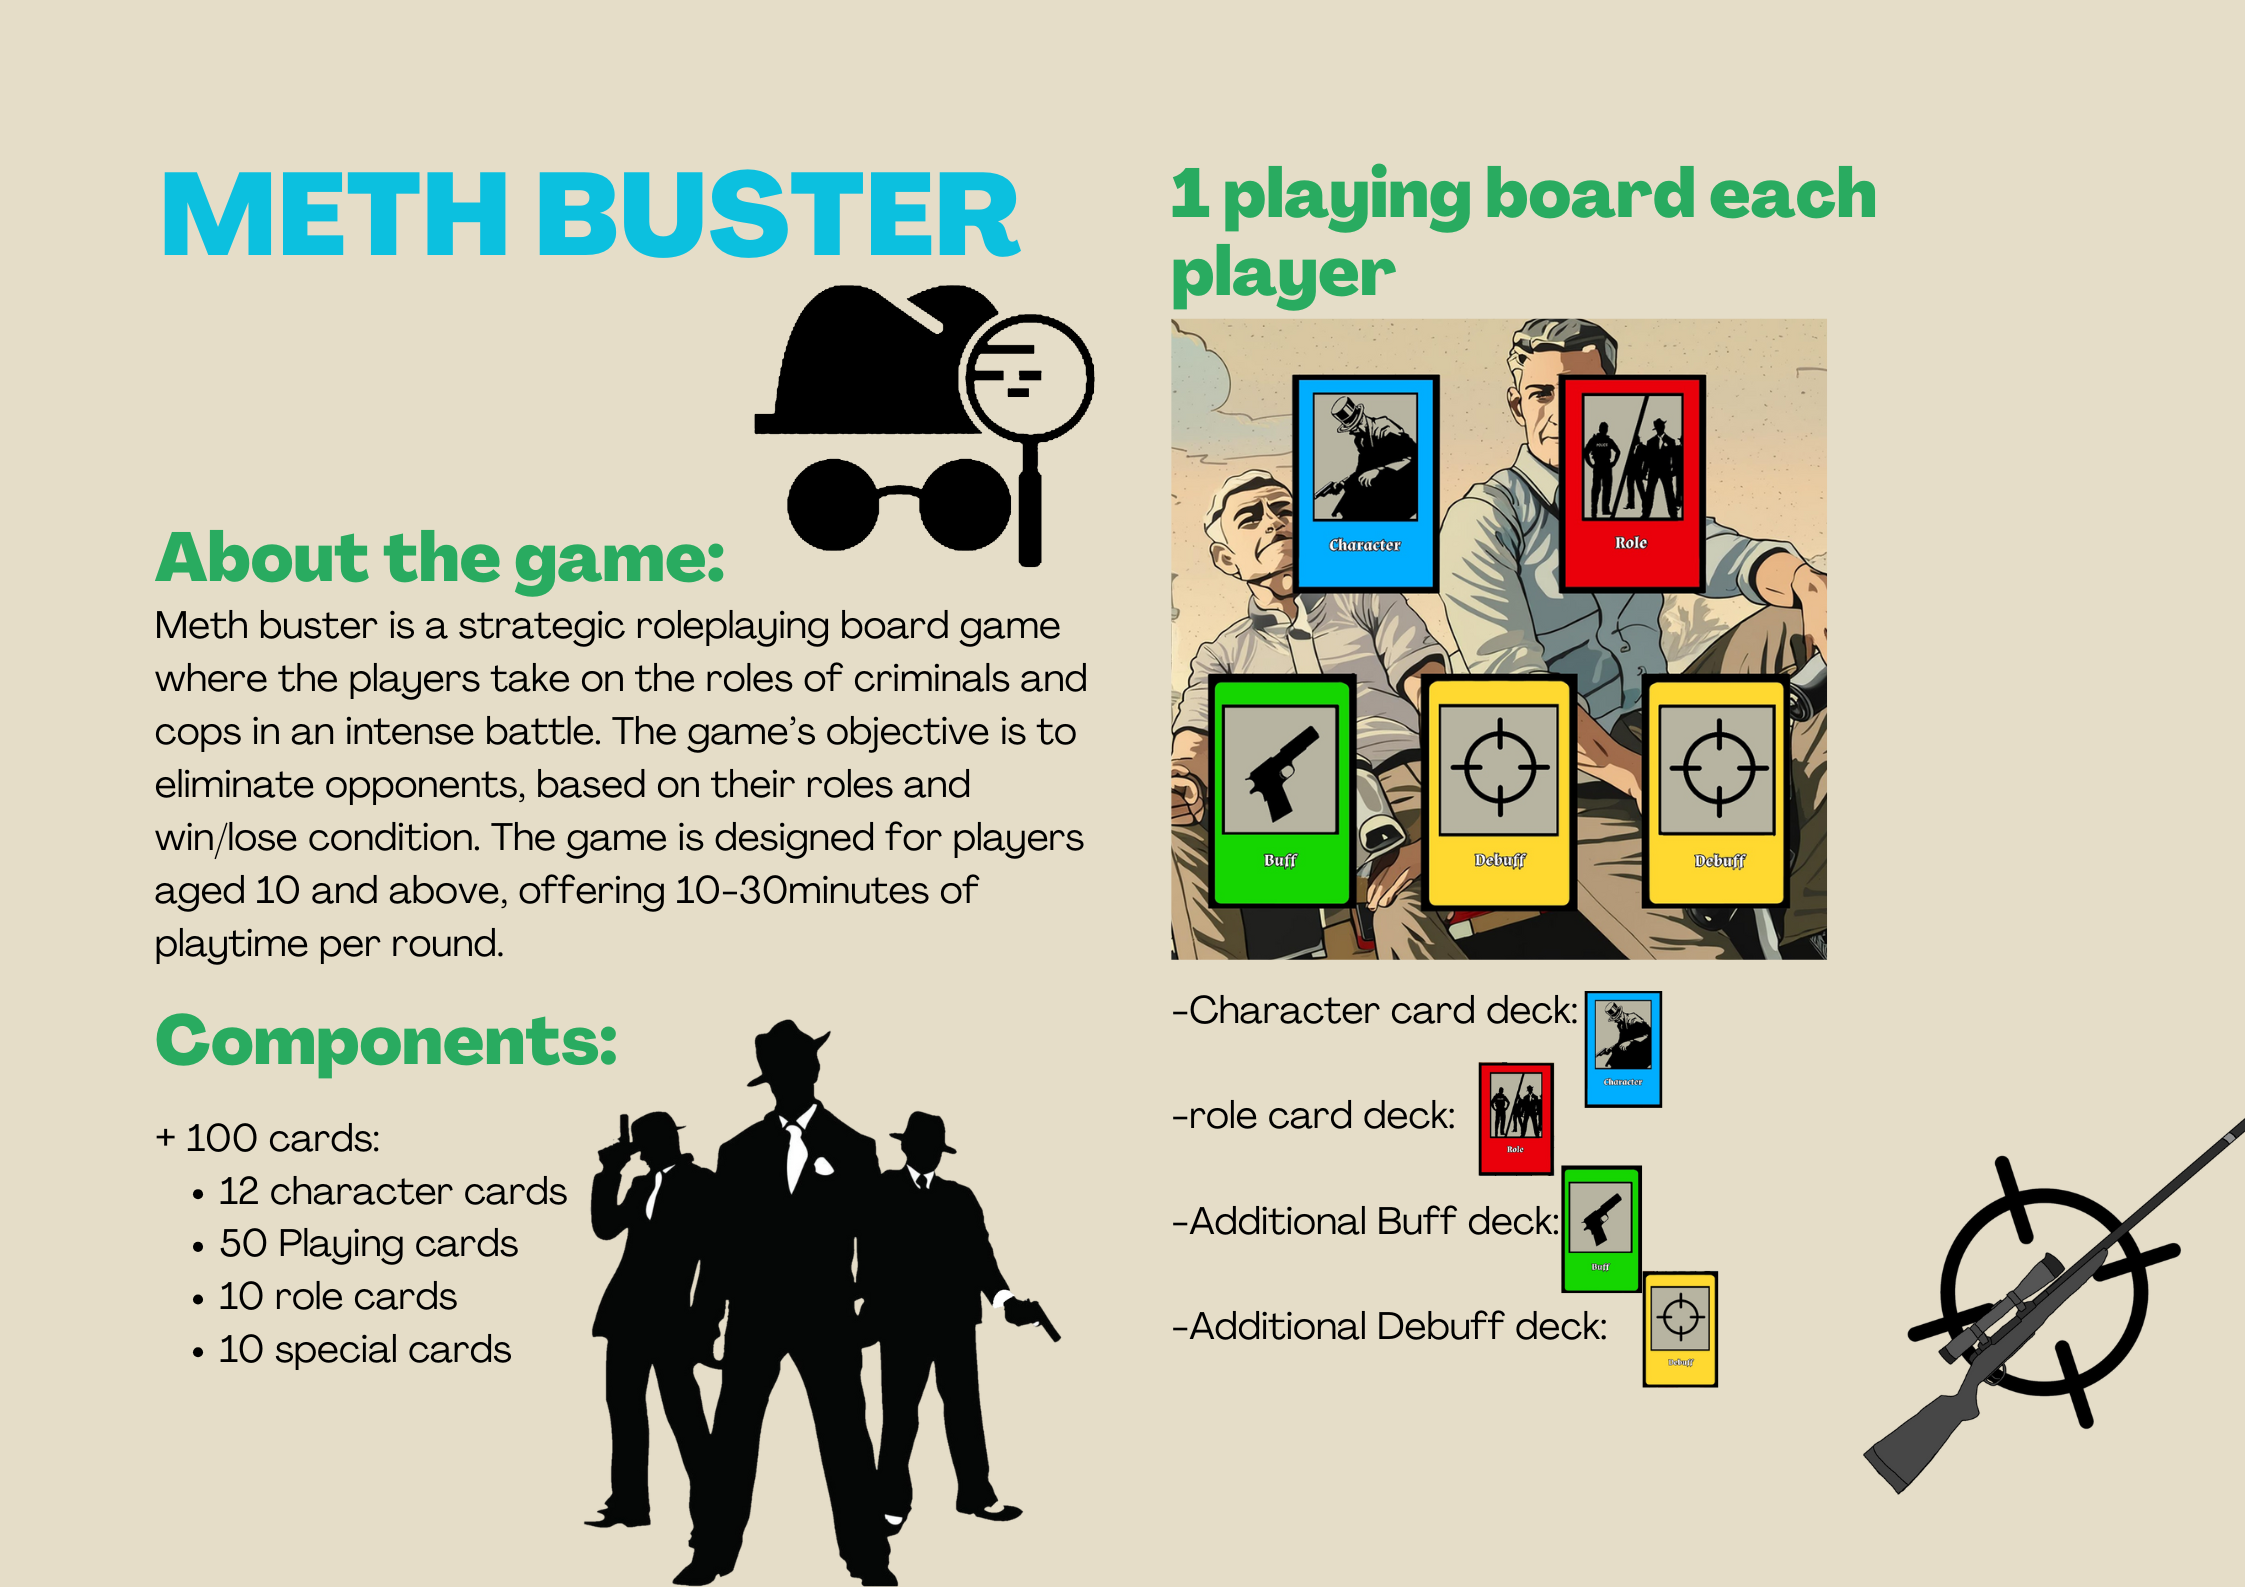 METH BUSTER
About the game:
Meth buster is a strategic roleplaying board game
where the players take on the roles of criminals and
cops in an intense battle. The game's objective is to
eliminate opponents, based on their roles and
win/lose condition. The game is designed for players
aged 10 and above, offering 10-30minutes of
playtime per round.
Components:
+ 100 cards:
• 12 character cards
• 50 Playing cards
• 10 role cards
• 10 special cards
1 playing board each
player
Character
POLICE
Role
Buff
Debuff
Debuff
-Character card deck:
Character
-role card deck:
Role
-Additional Buff deck:
Buff
-Additional Debuff deck:
Debuff